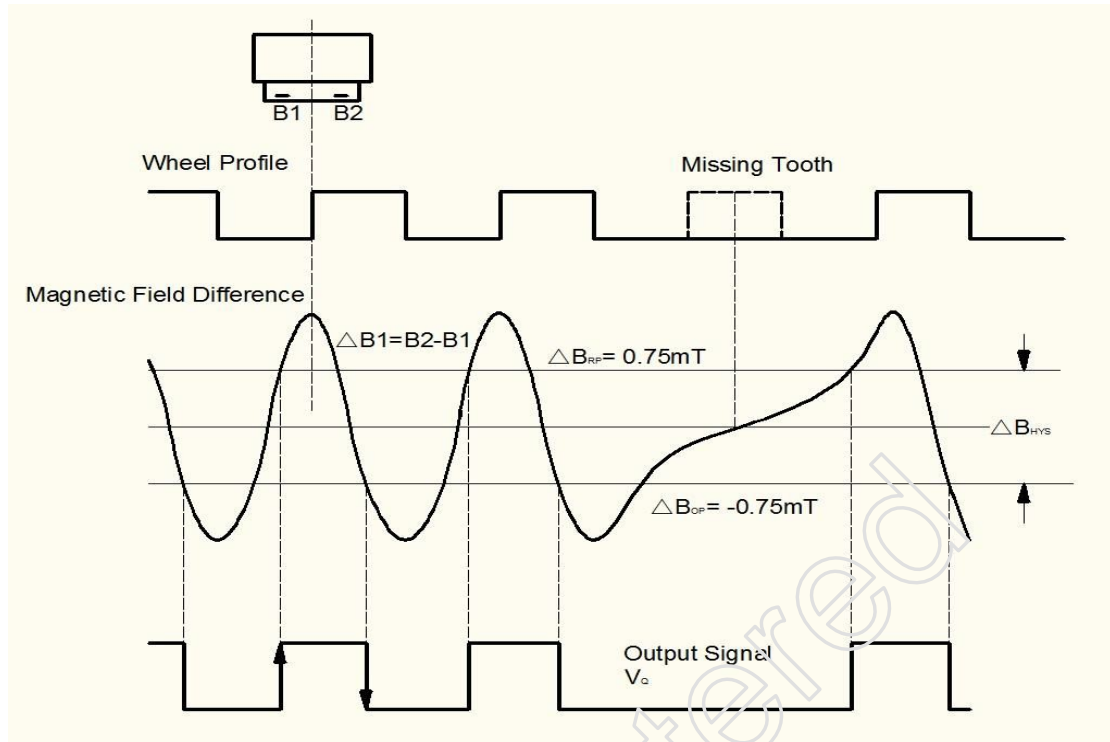 B1 B2
Wheel Profile
Missing Tooth
Magnetic Field Difference
△B1=B2-B1
△BRP= 0.75mT
△BHYS
△BOP= -0.75mT
Output Signal
VQ
tered